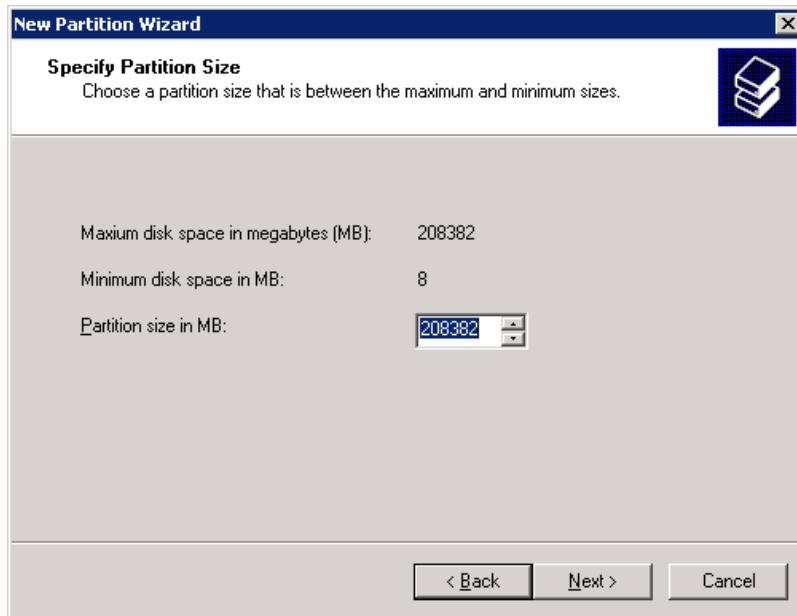 New Partition Wizard
Specify Partition Size
Choose a partition size that is between the maximum and minimum sizes.
Maxium disk space in megabytes (MB): 208382
Minimum disk space in MB: 8
Partition size in MB: 208382
< Back Next > Cancel